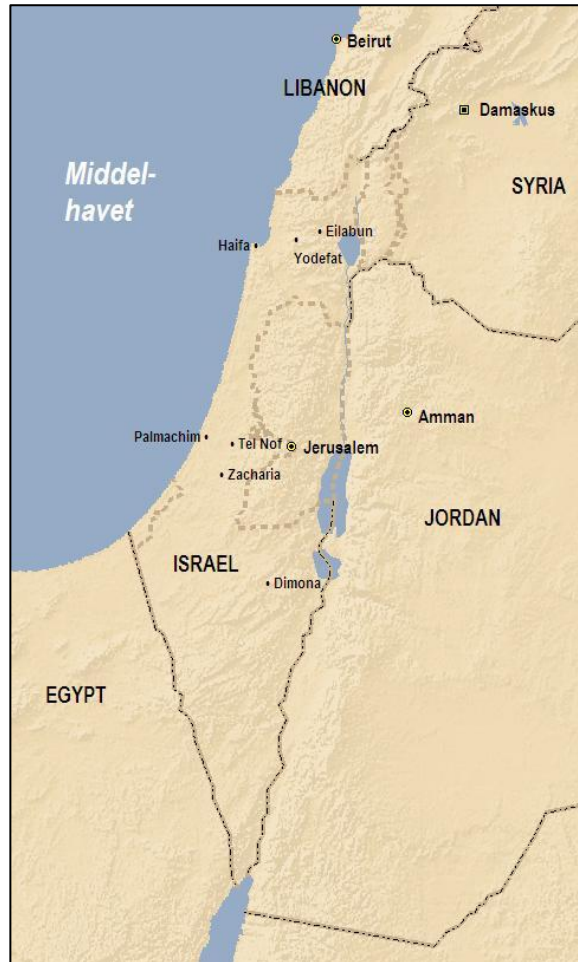 Beirut
LIBANON
Damaskus
Middel-
havet
SYRIA
Eilabun
Haifa
Yodefat
Amman
Palmachim
Tel Nof
Jerusalem
Zacharia
JORDAN
ISRAEL
Dimona
EGYPT